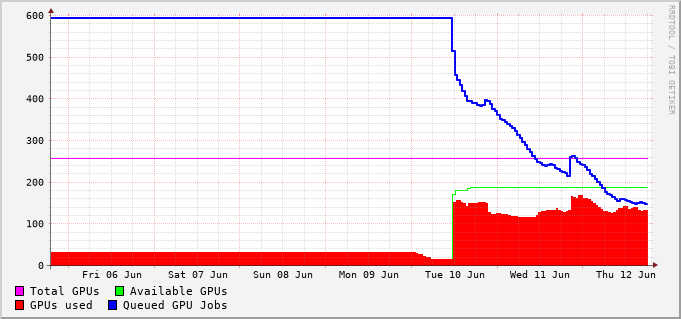 600
500
400
300
200
100
0
Fri 06 Jun Sat 07 Jun Sun 08 Jun Mon 09 Jun Tue 10 Jun Wed 11 Jun Thu 12 Jun
Total GPUs Available GPUs
GPUs used Queued GPU Jobs
RRDTOOL / TOBI OETIKER